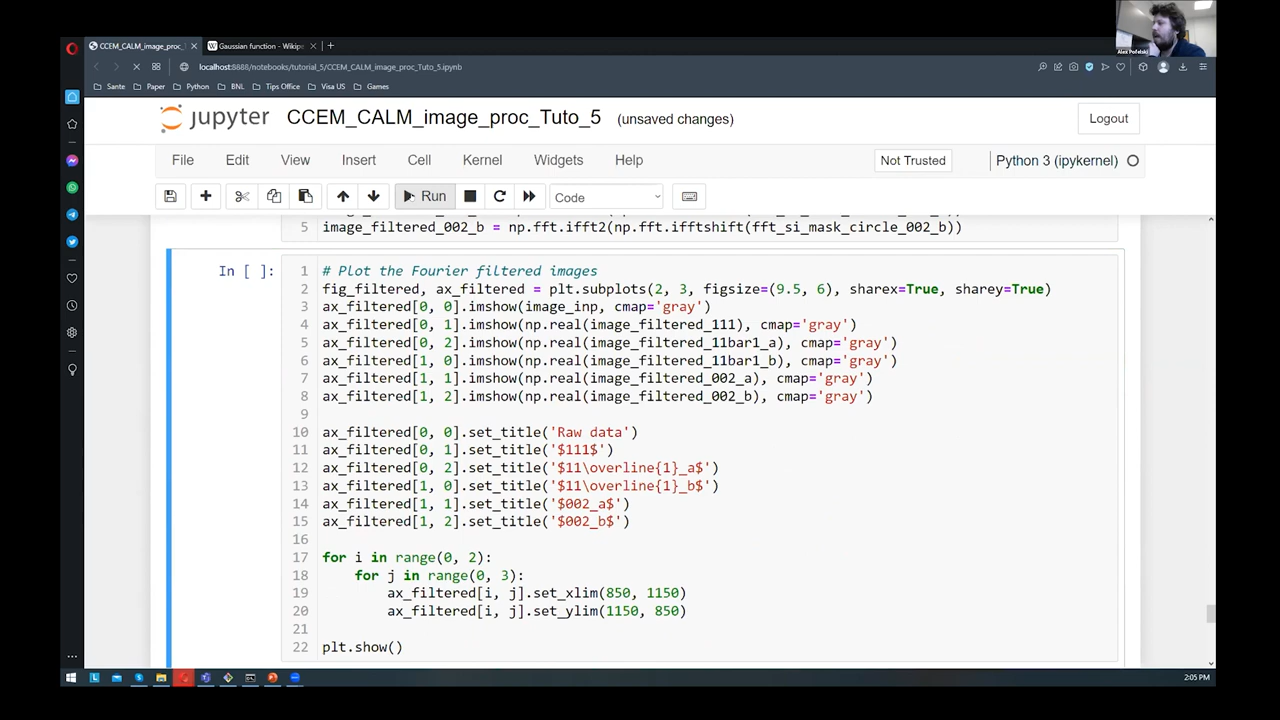 Alex Pofelski
CCEM_CALM_image_proc_
Gaussian function - Wikipe
localhost:8888/notebooks/tutorial_5/CCEM_CALM_image_proc_Tuto_5.ipynb
Sante Paper Python BNL Tips Office Visa US Games
jupyter CCEM_CALM_image_proc_Tuto_5 (unsaved changes) Logout
File Edit View Insert Cell Kernel Widgets Help Not Trusted Python 3 (ipykernel)
Run Code
5 image_filtered_002_b = np.fft.ifft2(np.fft.ifftshift(fft_si_mask_circle_002_b))
In [ ]:
1 # Plot the Fourier filtered images
2 fig_filtered, ax_filtered = plt.subplots(2, 3, figsize=(9.5, 6), sharex=True, sharey=True)
3 ax_filtered[0, 0].imshow(image_inp, cmap='gray')
4 ax_filtered[0, 1].imshow(np.real(image_filtered_111), cmap='gray')
5 ax_filtered[0, 2].imshow(np.real(image_filtered_11bar1_a), cmap='gray')
6 ax_filtered[1, 0].imshow(np.real(image_filtered_11bar1_b), cmap='gray')
7 ax_filtered[1, 1].imshow(np.real(image_filtered_002_a), cmap='gray')
8 ax_filtered[1, 2].imshow(np.real(image_filtered_002_b), cmap='gray')
9
10 ax_filtered[0, 0].set_title('Raw data')
11 ax_filtered[0, 1].set_title('$111$')
12 ax_filtered[0, 2].set_title('$11\overline{1}_a$')
13 ax_filtered[1, 0].set_title('$11\overline{1}_b$')
14 ax_filtered[1, 1].set_title('$002_a$')
15 ax_filtered[1, 2].set_title('$002_b$')
16
17 for i in range(0, 2):
18     for j in range(0, 3):
19         ax_filtered[i, j].set_xlim(850, 1150)
20         ax_filtered[i, j].set_ylim(1150, 850)
21
22 plt.show()
2:05 PM